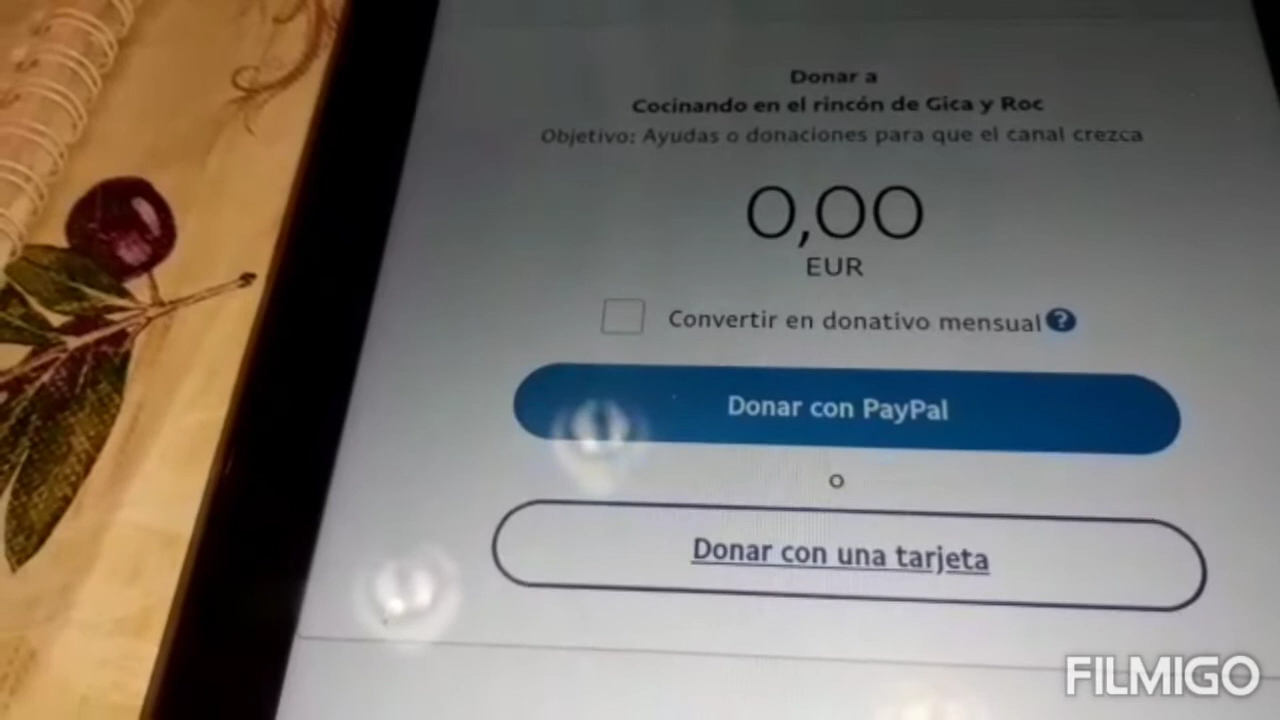 Donar a
Cocinando en el rincón de Gica y Roc
Objetivo: Ayudas o donaciones para que el canal crezca
0,00
EUR
Convertir en donativo mensual ?
Donar con PayPal
o
Donar con una tarjeta
FILMIGO